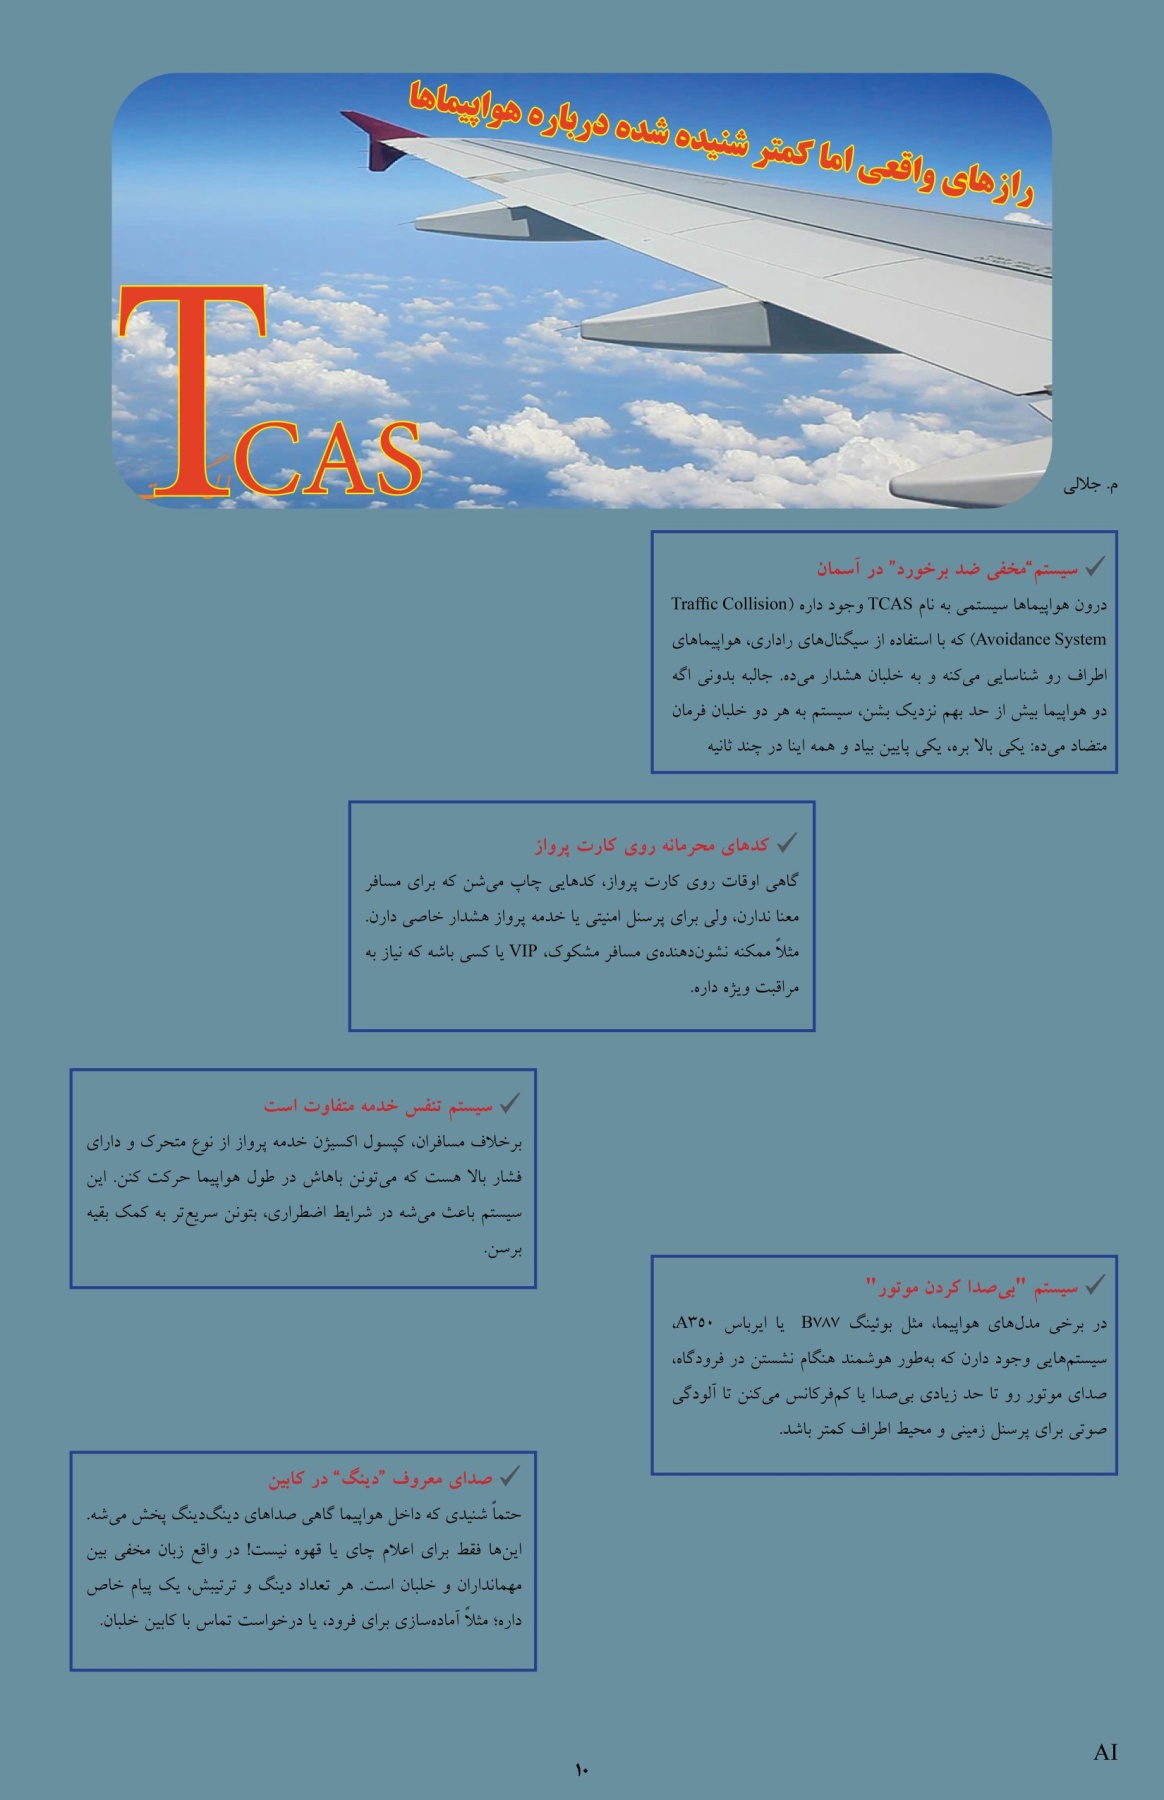 رازهای واقعی اما کمتر شنیده شده درباره هواپیماها
TCAS
م. جلالی
سیستم“مخفی ضد برخورد” در آسمان
درون هواپیماها سیستمی به نام TCAS وجود داره (Traffic Collision
Avoidance System) که با استفاده از سیگنال‌های راداری، هواپیماهای
اطراف رو شناسایی می‌کنه و به خلبان هشدار می‌ده. جالبه بدونی اگه
دو هواپیما بیش از حد بهم نزدیک بشن، سیستم به هر دو خلبان فرمان
متضاد می‌ده: یکی بالا بره، یکی پایین بیاد و همه اینا در چند ثانیه
کدهای محرمانه روی کارت پرواز
گاهی اوقات روی کارت پرواز، کدهایی چاپ می‌شن که برای مسافر
معنا ندارن، ولی برای پرسنل امنیتی یا خدمه پرواز هشدار خاصی دارن.
مثلاً ممکنه نشون‌دهنده‌ی مسافر مشکوک، VIP یا کسی باشه که نیاز به
مراقبت ویژه داره.
سیستم تنفس خدمه متفاوت است
برخلاف مسافران، کپسول اکسیژن خدمه پرواز از نوع متحرک و دارای
فشار بالا هست که می‌تونن باهاش در طول هواپیما حرکت کنن. این
سیستم باعث می‌شه در شرایط اضطراری، بتونن سریع‌تر به کمک بقیه
برسن.
سیستم "بی‌صدا کردن موتور"
در برخی مدل‌های هواپیما، مثل بوئینگ B۷۸۷ یا ایرباس A۳۵۰،
سیستم‌هایی وجود دارن که به‌طور هوشمند هنگام نشستن در فرودگاه،
صدای موتور رو تا حد زیادی بی‌صدا یا کم‌فرکانس می‌کنن تا آلودگی
صوتی برای پرسنل زمینی و محیط اطراف کمتر باشد.
صدای معروف ”دینگ“ در کابین
حتماً شنیدی که داخل هواپیما گاهی صداهای دینگ‌دینگ پخش می‌شه.
این‌ها فقط برای اعلام چای یا قهوه نیست! در واقع زبان مخفی بین
مهمانداران و خلبان است. هر تعداد دینگ و ترتیبش، یک پیام خاص
داره؛ مثلاً آماده‌سازی برای فرود، یا درخواست تماس با کابین خلبان.
AI
۱۰